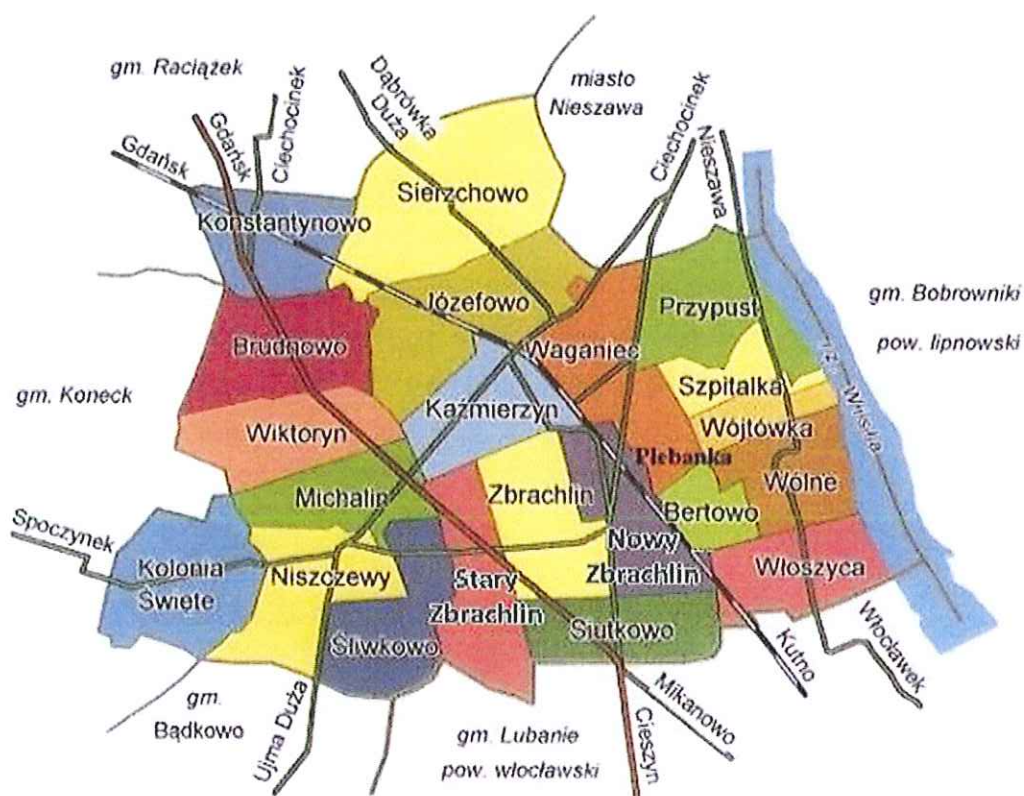 gm. Raciążek
Gdańsk
Gdańsk
Ciechocinek
Dąbrówka
Duża
miasto
Nieszawa
Ciechocinek
Nieszawa
Konstantynowo
Sierzchowo
Józefowo
Przypust
gm. Bobrowniki
pow. lipnowski
Brudnowo
Waganiec
Szpitalka
rz. Wisła
gm. Koneck
Kaźmierzyn
Wiktoryn
Wójtówka
Plebanka
Michalin
Zbrachlin
Wólne
Bertowo
Spoczynek
Kolonia
Święte
Niszczewy
Stary
Zbrachlin
Nowy
Zbrachlin
Włoszyca
Śliwkowo
Siutkowo
gm.
Bądkowo
Ujma Duża
gm. Lubanie
pow. włocławski
Cieszyn
Mikanowo
Kutno
Włocławek